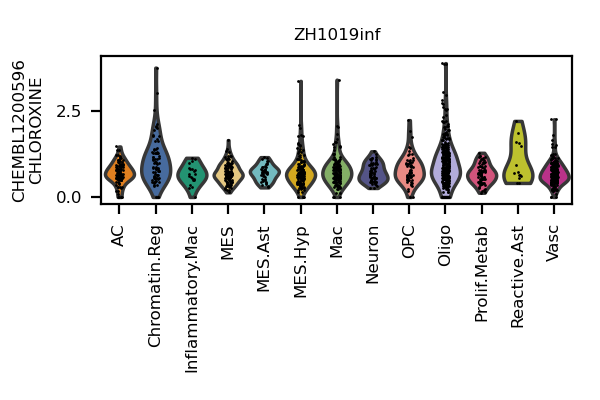 ZH1019inf
CHEMBL1200596
CHLOROXINE
2.5
0.0
AC
Chromatin.Reg
Inflammatory.Mac
MES
MES.Ast
MES.Hyp
Mac
Neuron
OPC
Oligo
Prolif.Metab
Reactive.Ast
Vasc